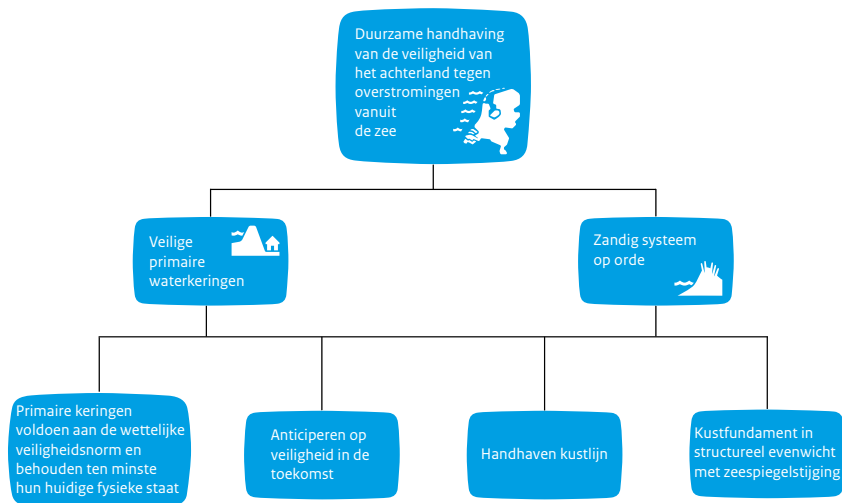 Duurzame handhaving
van de veiligheid van
het achterland tegen
overstromingen
vanuit
de zee
Veilige
primaire
waterkeringen
Zandig systeem
op orde
Primaire keringen
voldoen aan de wettelijke
veiligheidsnorm en
behouden ten minste
hun huidige fysieke staat
Anticiperen op
veiligheid in de
toekomst
Handhaven kustlijn
Kustfundament in
structureel evenwicht
met zeespiegelstijging